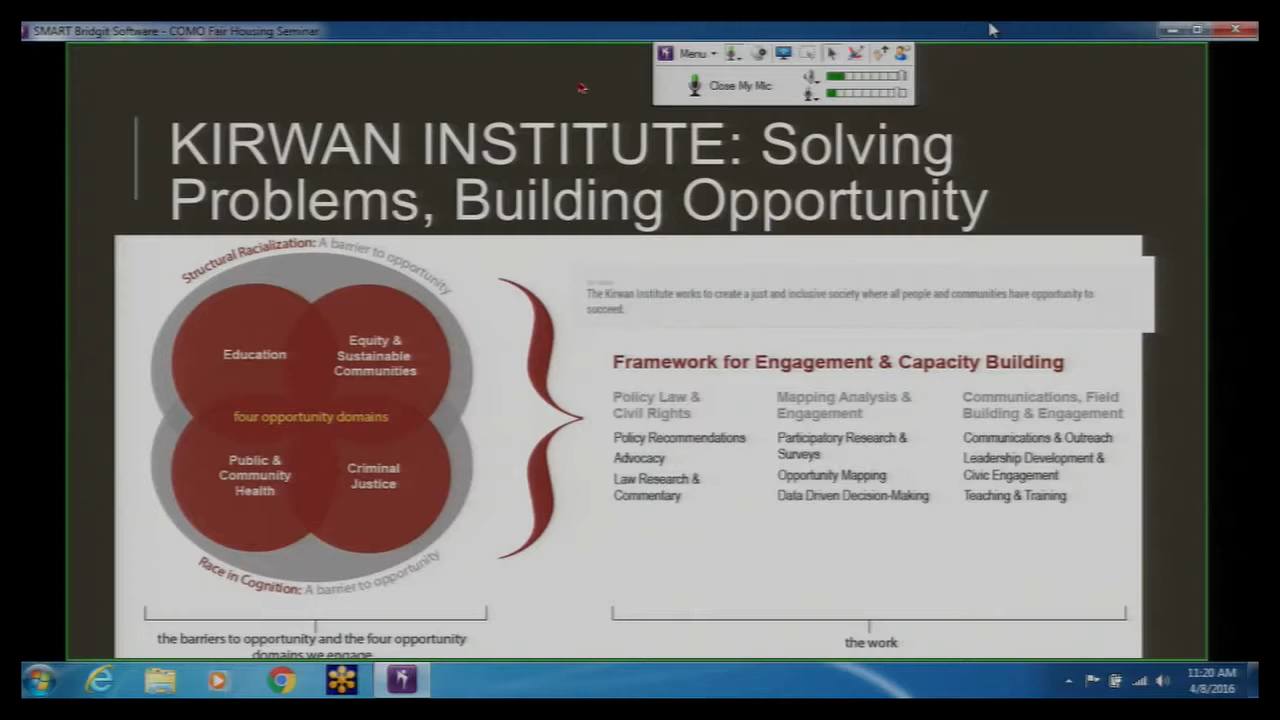 SMART Bridgit Software - COMO Fair Housing Seminar
Menu
Close My Mic
KIRWAN INSTITUTE: Solving
Problems, Building Opportunity
Structural Racialization: A barrier to opportunity
Education
Equity &
Sustainable
Communities
four opportunity domains
Public &
Community
Health
Criminal
Justice
Race in Cognition: A barrier to opportunity
the barriers to opportunity and the four opportunity
domains we engage
The Kirwan Institute works to create a just and inclusive society where all people and communities have opportunity to
succeed.
Framework for Engagement & Capacity Building
Policy Law &
Civil Rights
Policy Recommendations
Advocacy
Law Research &
Commentary
Mapping Analysis &
Engagement
Participatory Research &
Surveys
Opportunity Mapping
Data Driven Decision-Making
Communications, Field
Building & Engagement
Communications & Outreach
Leadership Development &
Civic Engagement
Teaching & Training
the work
11:20 AM
4/8/2016